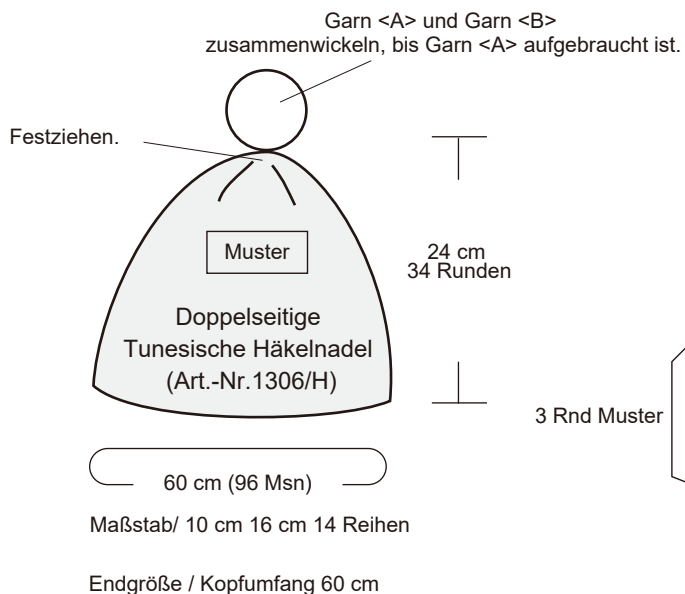 Garn <A> und Garn <B>
zusammenwickeln, bis Garn <A> aufgebraucht ist.
Festziehen.
Muster
24 cm
34 Runden
Doppelseitige
Tunesische Häkelnadel
(Art.-Nr.1306/H)
3 Rnd Muster
60 cm (96 Msn)
Maßstab/ 10 cm 16 cm 14 Reihen
Endgröße / Kopfumfang 60 cm